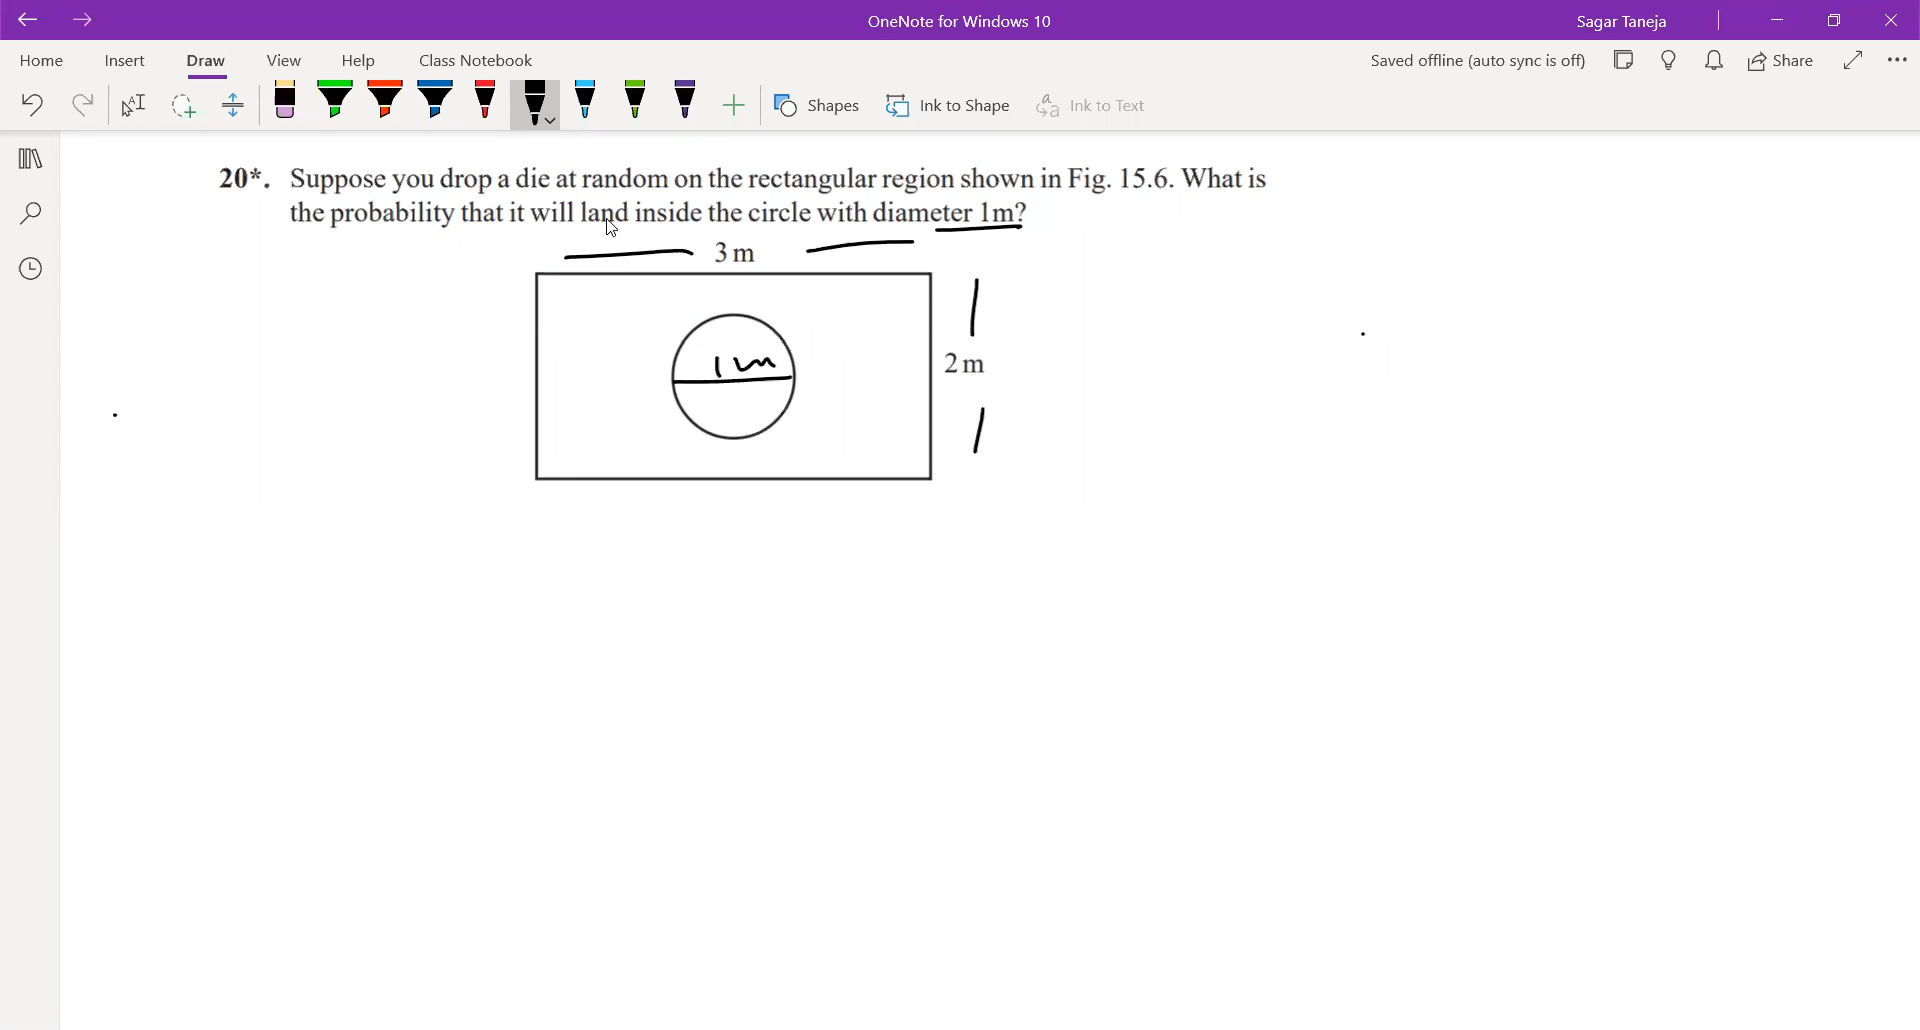 OneNote for Windows 10
Sagar Taneja
Home Insert Draw View Help Class Notebook
Saved offline (auto sync is off) Share
Shapes Ink to Shape Ink to Text
20*. Suppose you drop a die at random on the rectangular region shown in Fig. 15.6. What is
the probability that it will land inside the circle with diameter 1m?
3 m
1 m
2 m